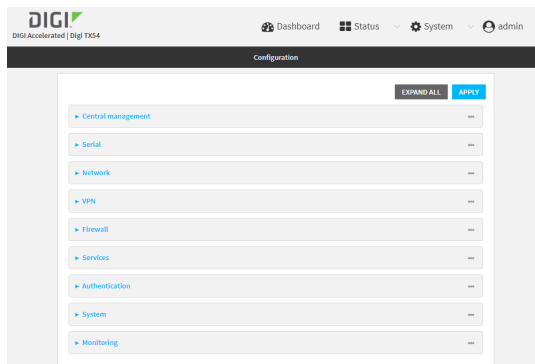 DIGI
DIGI Accelerated | Digi TX54
Dashboard Status System admin
Configuration
EXPAND ALL APPLY
Central management
Serial
Network
VPN
Firewall
Services
Authentication
System
Monitoring